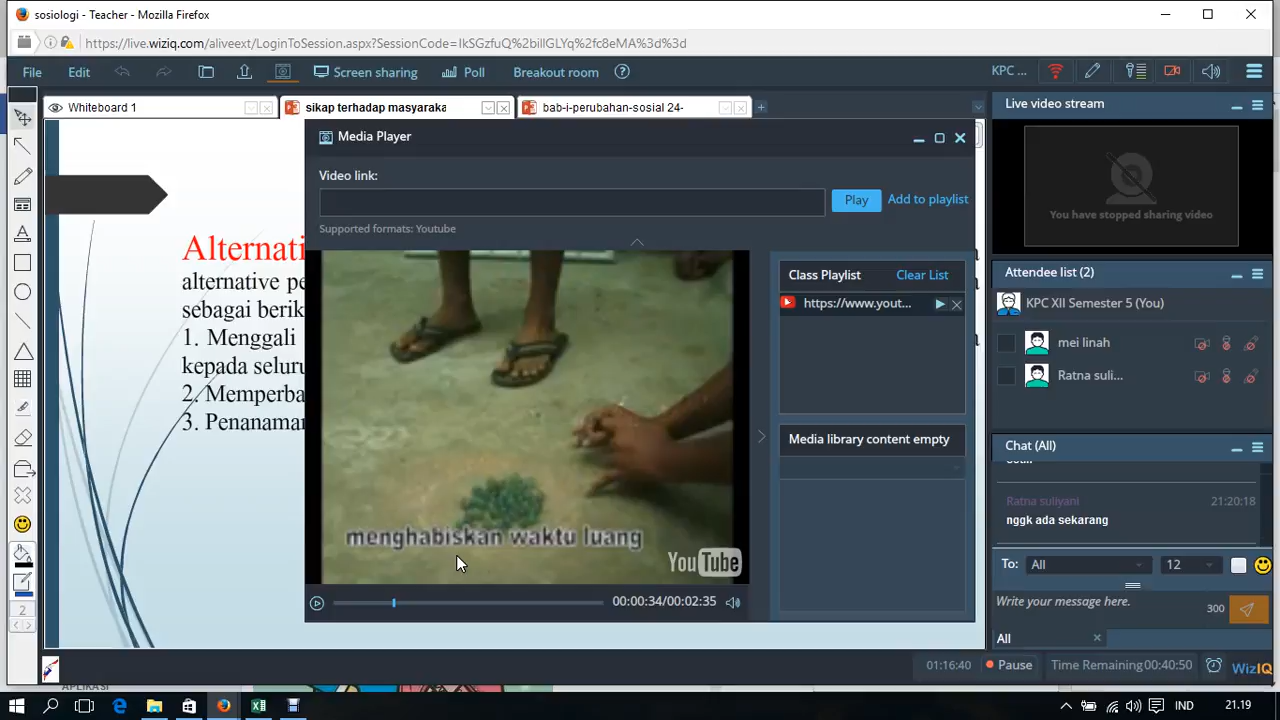 sosiologi - Teacher - Mozilla Firefox
https://live.wiziq.com/aliveext/LoginToSession.aspx?SessionCode=IkSGzfuQ%2bilIGLYq%2fc8eMA%3d%3d
File Edit Screen sharing Poll Breakout room KPC ...
Whiteboard 1
sikap terhadap masyaraka
bab-i-perubahan-sosial 24-
Live video stream
You have stopped sharing video
Media Player
Video link:
Play
Add to playlist
Supported formats: Youtube
Alternati
alternative pe
sebagai berik
1. Menggali
kepada seluru
2. Memperba
3. Penanaman
menghabiskan waktu luang
YouTube
00:00:34/00:02:35
Class Playlist Clear List
https://www.yout...
Media library content empty
Attendee list (2)
KPC XII Semester 5 (You)
mei linah
Ratna suli...
Chat (All)
Ratna suliyani 21:20:18
nggk ada sekarang
To: All 12
Write your message here. 300
All
2
01:16:40 Pause Time Remaining 00:40:50 WizIQ
APLIKASI
IND 21.19